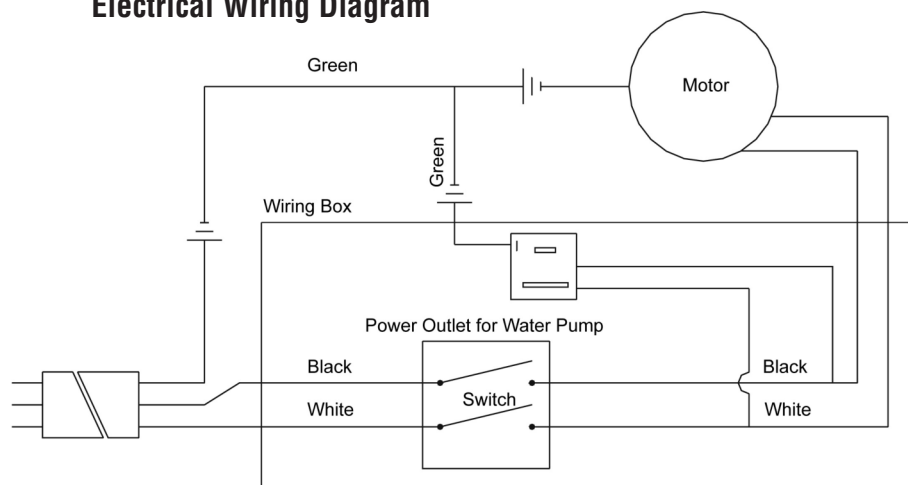 Electrical Wiring Diagram
Green
Motor
Green
Wiring Box
Power Outlet for Water Pump
Black
Black
Switch
White
White